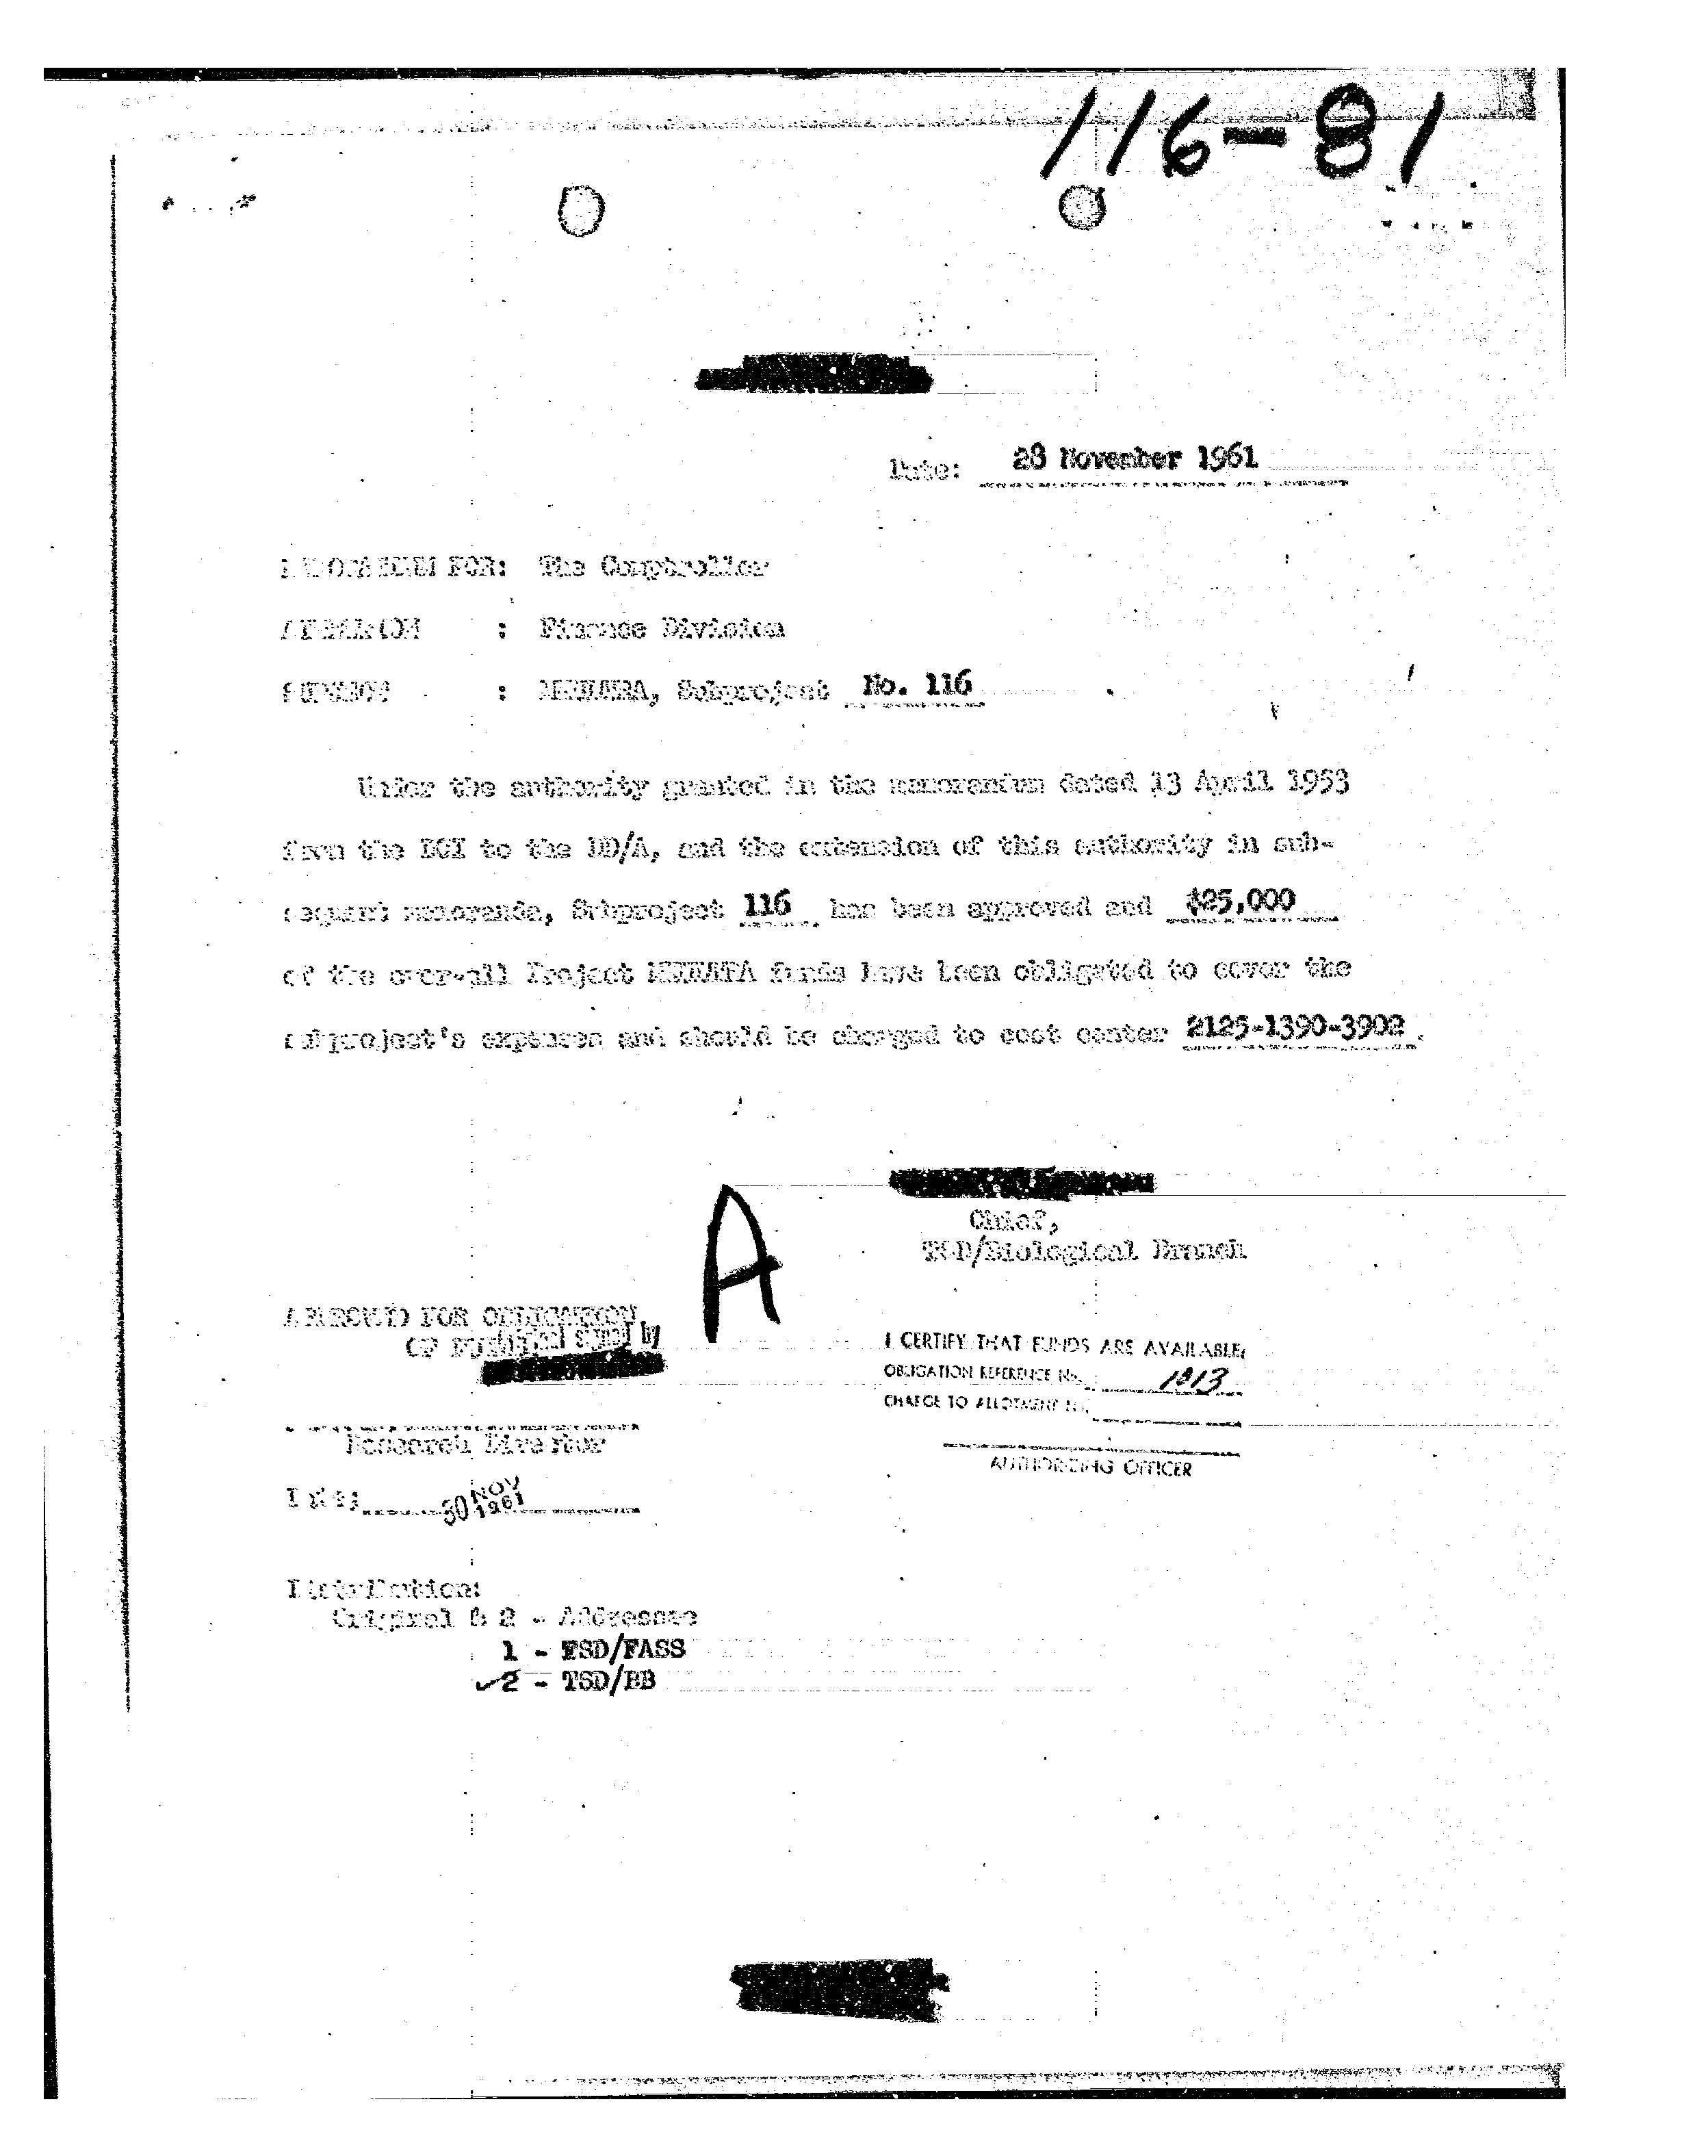 116-81
Date: 28 November 1961
MEMORANDUM FOR: The Comptroller
ATTENTION : Finance Division
SUBJECT : MKULTRA, Subproject No. 116
Under the authority granted in the memorandum dated 13 April 1953
from the DCI to the DD/A, and the extension of this authority in sub-
sequent memoranda, Subproject 116 has been approved and $25,000
of the over-all Project MKULTRA funds have been obligated to cover the
subproject's expenses and should be charged to cost center 2125-1390-3902.
A
Chief,
TSD/Biological Branch
APPROVED FOR OBLIGATION
OF FUNDS
signed by
I CERTIFY THAT FUNDS ARE AVAILABLE:
OBLIGATION REFERENCE No. 1013
CHARGE TO ALLOTMENT No.
Research Director
AUTHORIZING OFFICER
Date: 30 NOV 1961
Distribution:
Original & 2 - Addressee
1 - TSD/FASS
2 - TSD/BB